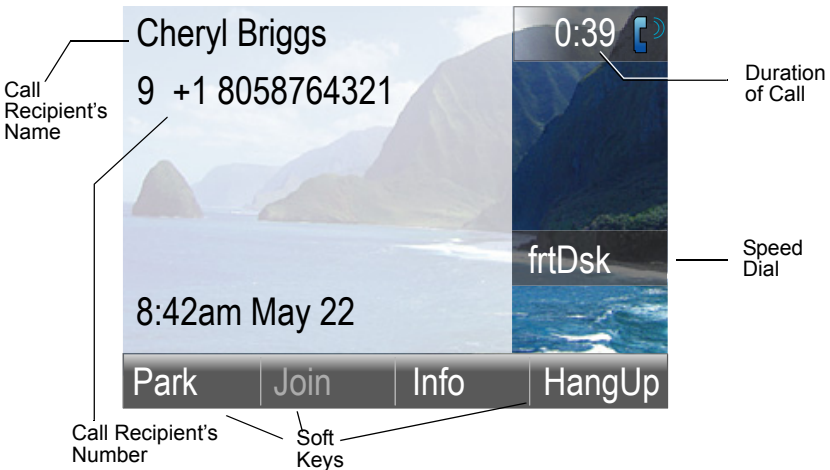 Cheryl Briggs
0:39
9 +1 8058764321
Call
Recipient's
Name
Duration
of Call
frtDsk
Speed
Dial
8:42am May 22
Park
Join
Info
HangUp
Call Recipient's
Number
Soft
Keys